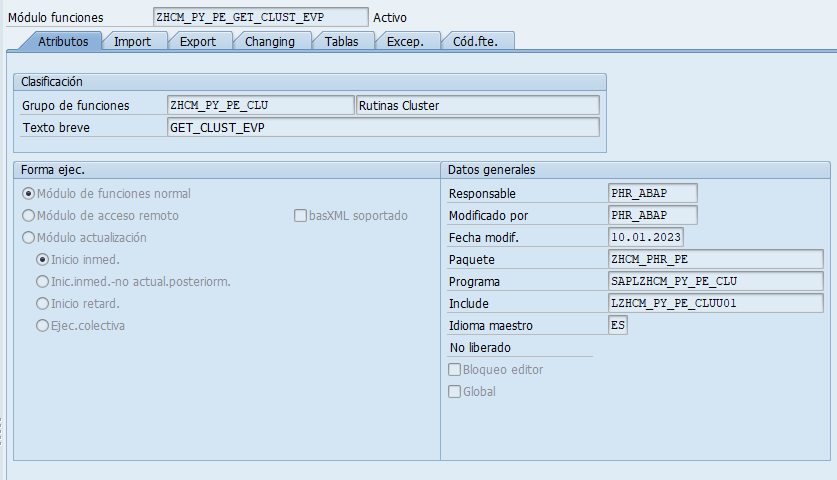 Módulo funciones ZHCM_PY_PE_GET_CLUST_EVP Activo
Atributos Import Export Changing Tablas Excep. Cód.fte.
Clasificación
Grupo de funciones ZHCM_PY_PE_CLU Rutinas Cluster
Texto breve GET_CLUST_EVP
Forma ejec.
Módulo de funciones normal
Módulo de acceso remoto basXML soportado
Módulo actualización
Inicio inmed.
Inic.inmed.-no actual.posteriorm.
Inicio retard.
Ejec.colectiva
Datos generales
Responsable PHR_ABAP
Modificado por PHR_ABAP
Fecha modif. 10.01.2023
Paquete ZHCM_PHR_PE
Programa SAPLZHCM_PY_PE_CLU
Include LZHCM_PY_PE_CLUU01
Idioma maestro ES
No liberado
Bloqueo editor
Global